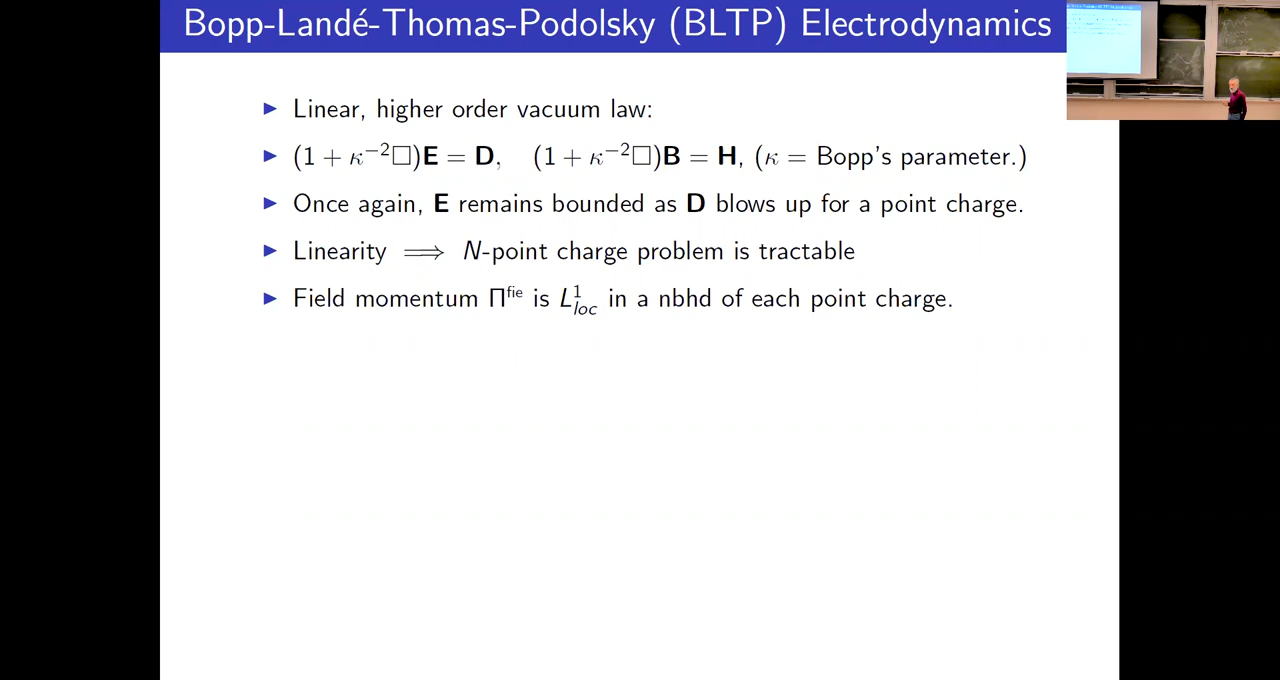 Bopp-Landé-Thomas-Podolsky (BLTP) Electrodynamics
▶ Linear, higher order vacuum law:
▶ (1 + κ⁻²□)E = D, (1 + κ⁻²□)B = H, (κ = Bopp's parameter.)
▶ Once again, E remains bounded as D blows up for a point charge.
▶ Linearity ⟹ N-point charge problem is tractable
▶ Field momentum Π^fie is L^1_loc in a nbhd of each point charge.